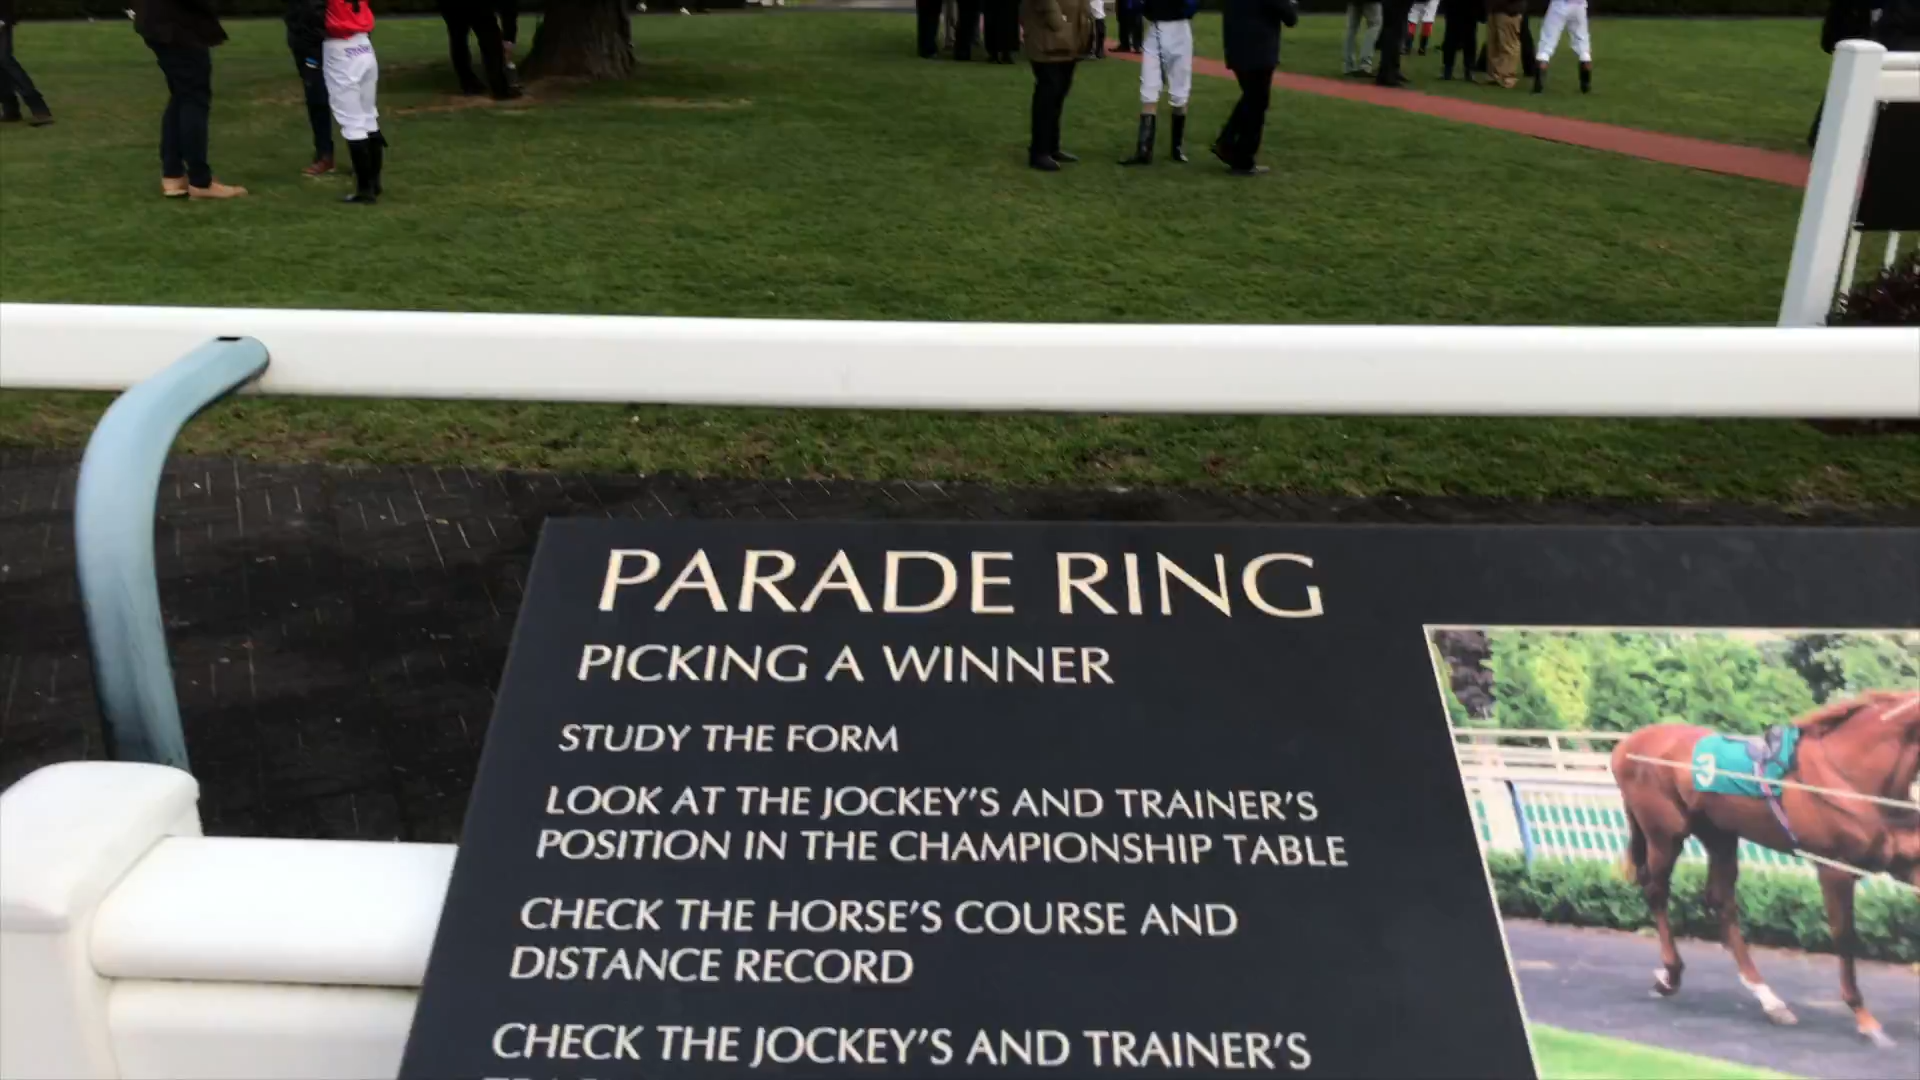 PARADE RING
PICKING A WINNER
STUDY THE FORM
LOOK AT THE JOCKEY'S AND TRAINER'S
POSITION IN THE CHAMPIONSHIP TABLE
CHECK THE HORSE'S COURSE AND
DISTANCE RECORD
CHECK THE JOCKEY'S AND TRAINER'S
3